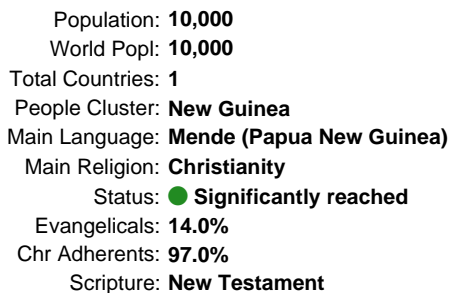 Population: 10,000
World Popl: 10,000
Total Countries: 1
People Cluster: New Guinea
Main Language: Mende (Papua New Guinea)
Main Religion: Christianity
Status: Significantly reached
Evangelicals: 14.0%
Chr Adherents: 97.0%
Scripture: New Testament